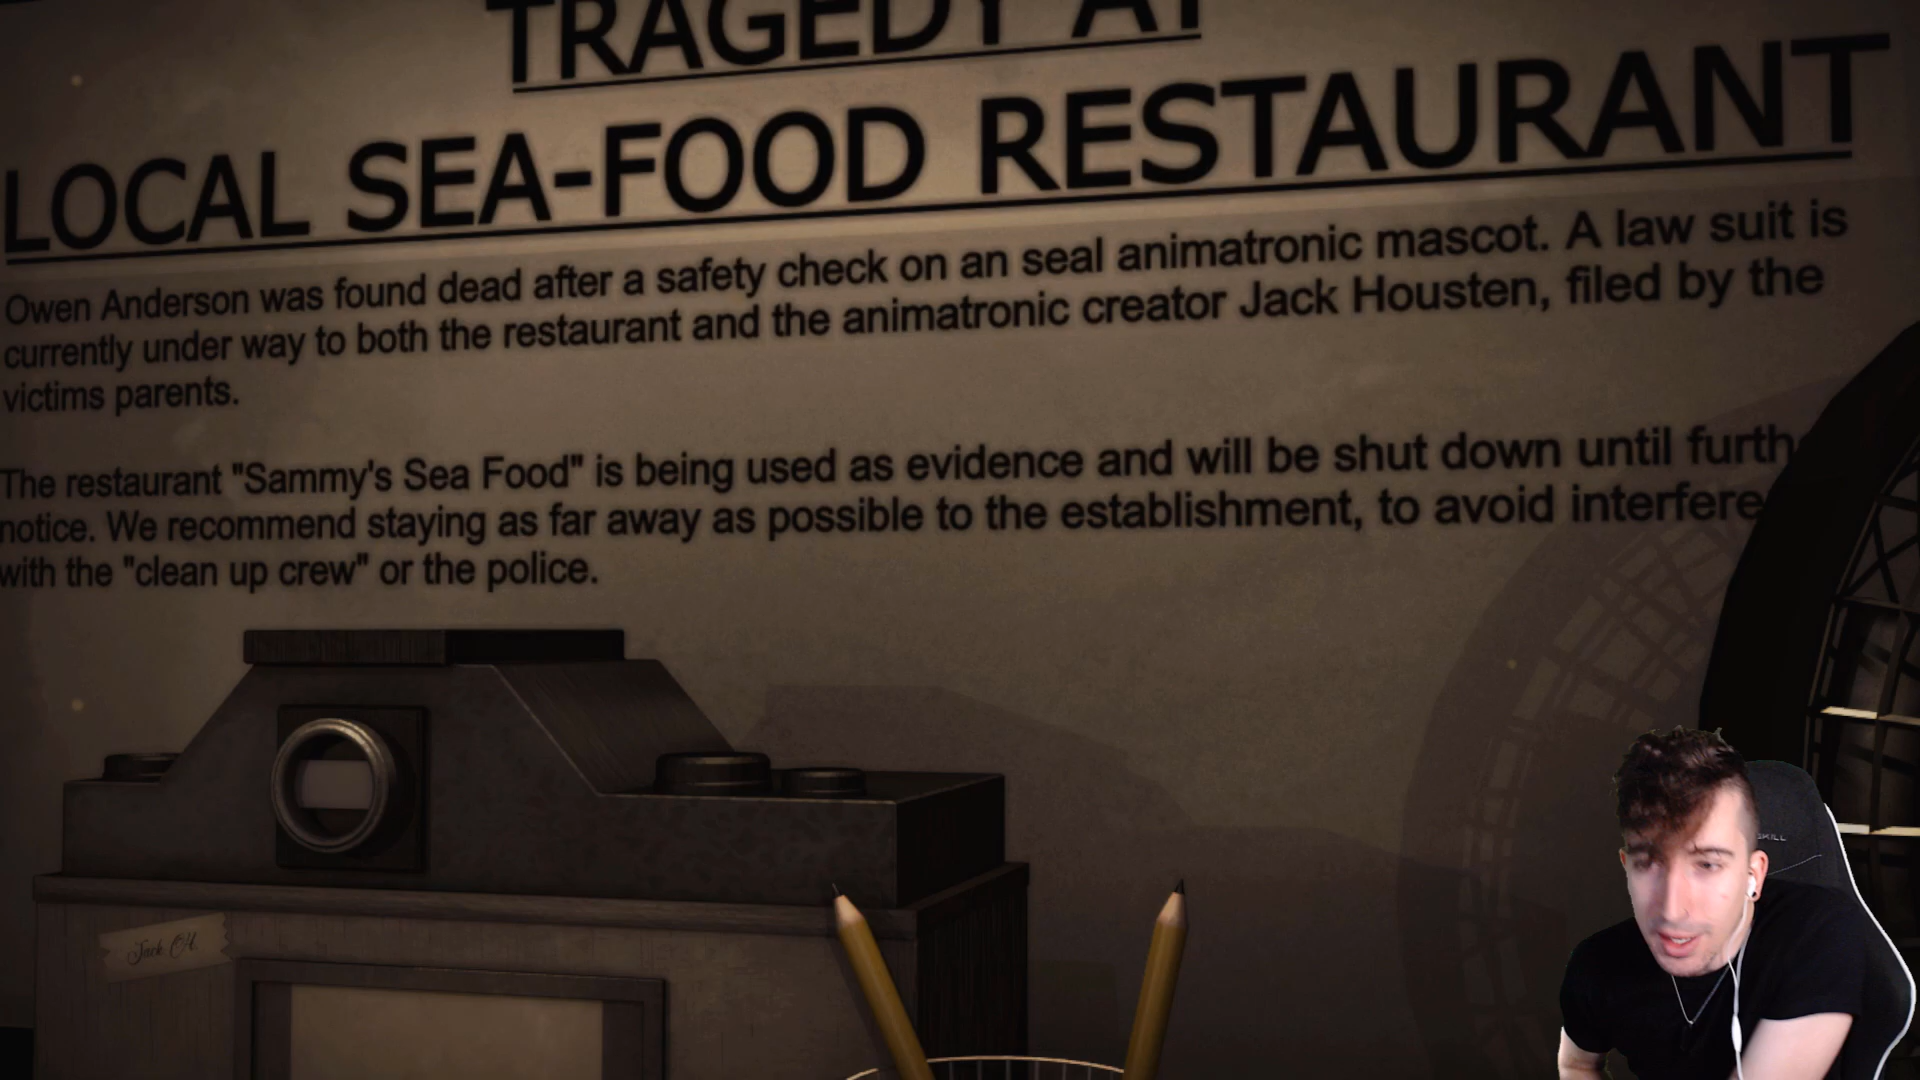 TRAGEDY AT
LOCAL SEA-FOOD RESTAURANT
Owen Anderson was found dead after a safety check on an seal animatronic mascot. A law suit is
currently under way to both the restaurant and the animatronic creator Jack Housten, filed by the
victims parents.
The restaurant "Sammy's Sea Food" is being used as evidence and will be shut down until furth
notice. We recommend staying as far away as possible to the establishment, to avoid interfere
with the "clean up crew" or the police.
Jack H.
SKILL